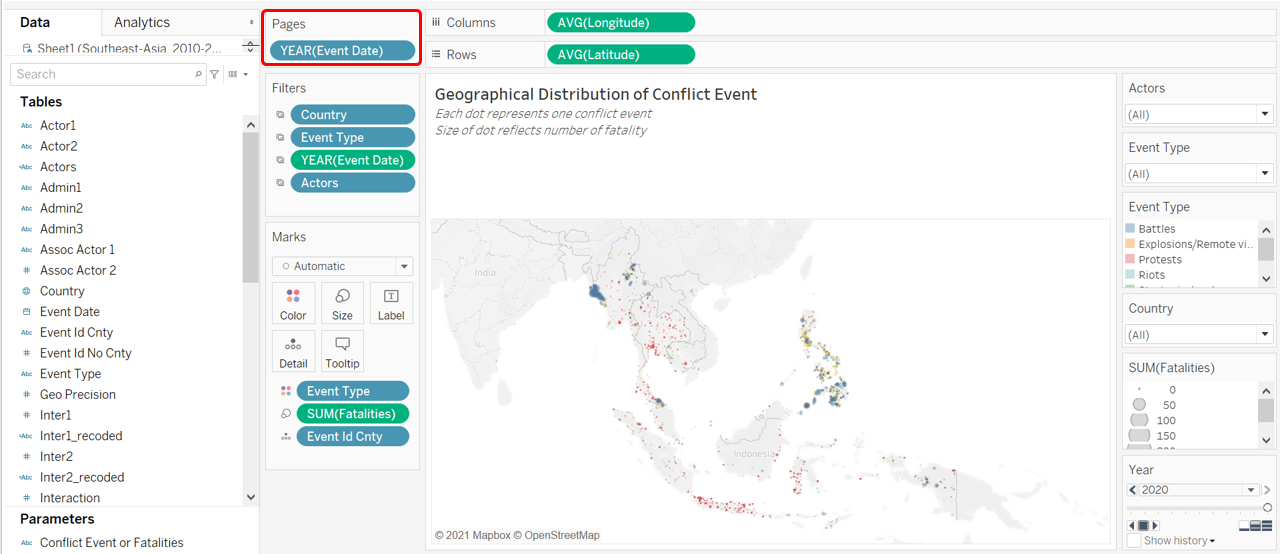 Data
Analytics
Sheet1 (Southeast-Asia_2010-2...
Search
Tables
Abc Actor1
Abc Actor2
=Abc Actors
Abc Admin1
Abc Admin2
Abc Admin3
Abc Assoc Actor 1
# Assoc Actor 2
Country
Event Date
Abc Event Id Cnty
# Event Id No Cnty
Abc Event Type
# Geo Precision
# Inter1
=Abc Inter1_recoded
# Inter2
=Abc Inter2_recoded
# Interaction
Parameters
Abc Conflict Event or Fatalities
Pages
YEAR(Event Date)
Filters
Country
Event Type
YEAR(Event Date)
Actors
Marks
Automatic
Color
Size
T
Label
Detail
Tooltip
Event Type
SUM(Fatalities)
Event Id Cnty
Columns
AVG(Longitude)
Rows
AVG(Latitude)
Geographical Distribution of Conflict Event
Each dot represents one conflict event
Size of dot reflects number of fatality
India
Indonesia
© 2021 Mapbox © OpenStreetMap
Actors
(All)
Event Type
(All)
Event Type
Battles
Explosions/Remote vi..
Protests
Riots
Country
(All)
SUM(Fatalities)
0
50
100
150
Year
2020
Show history